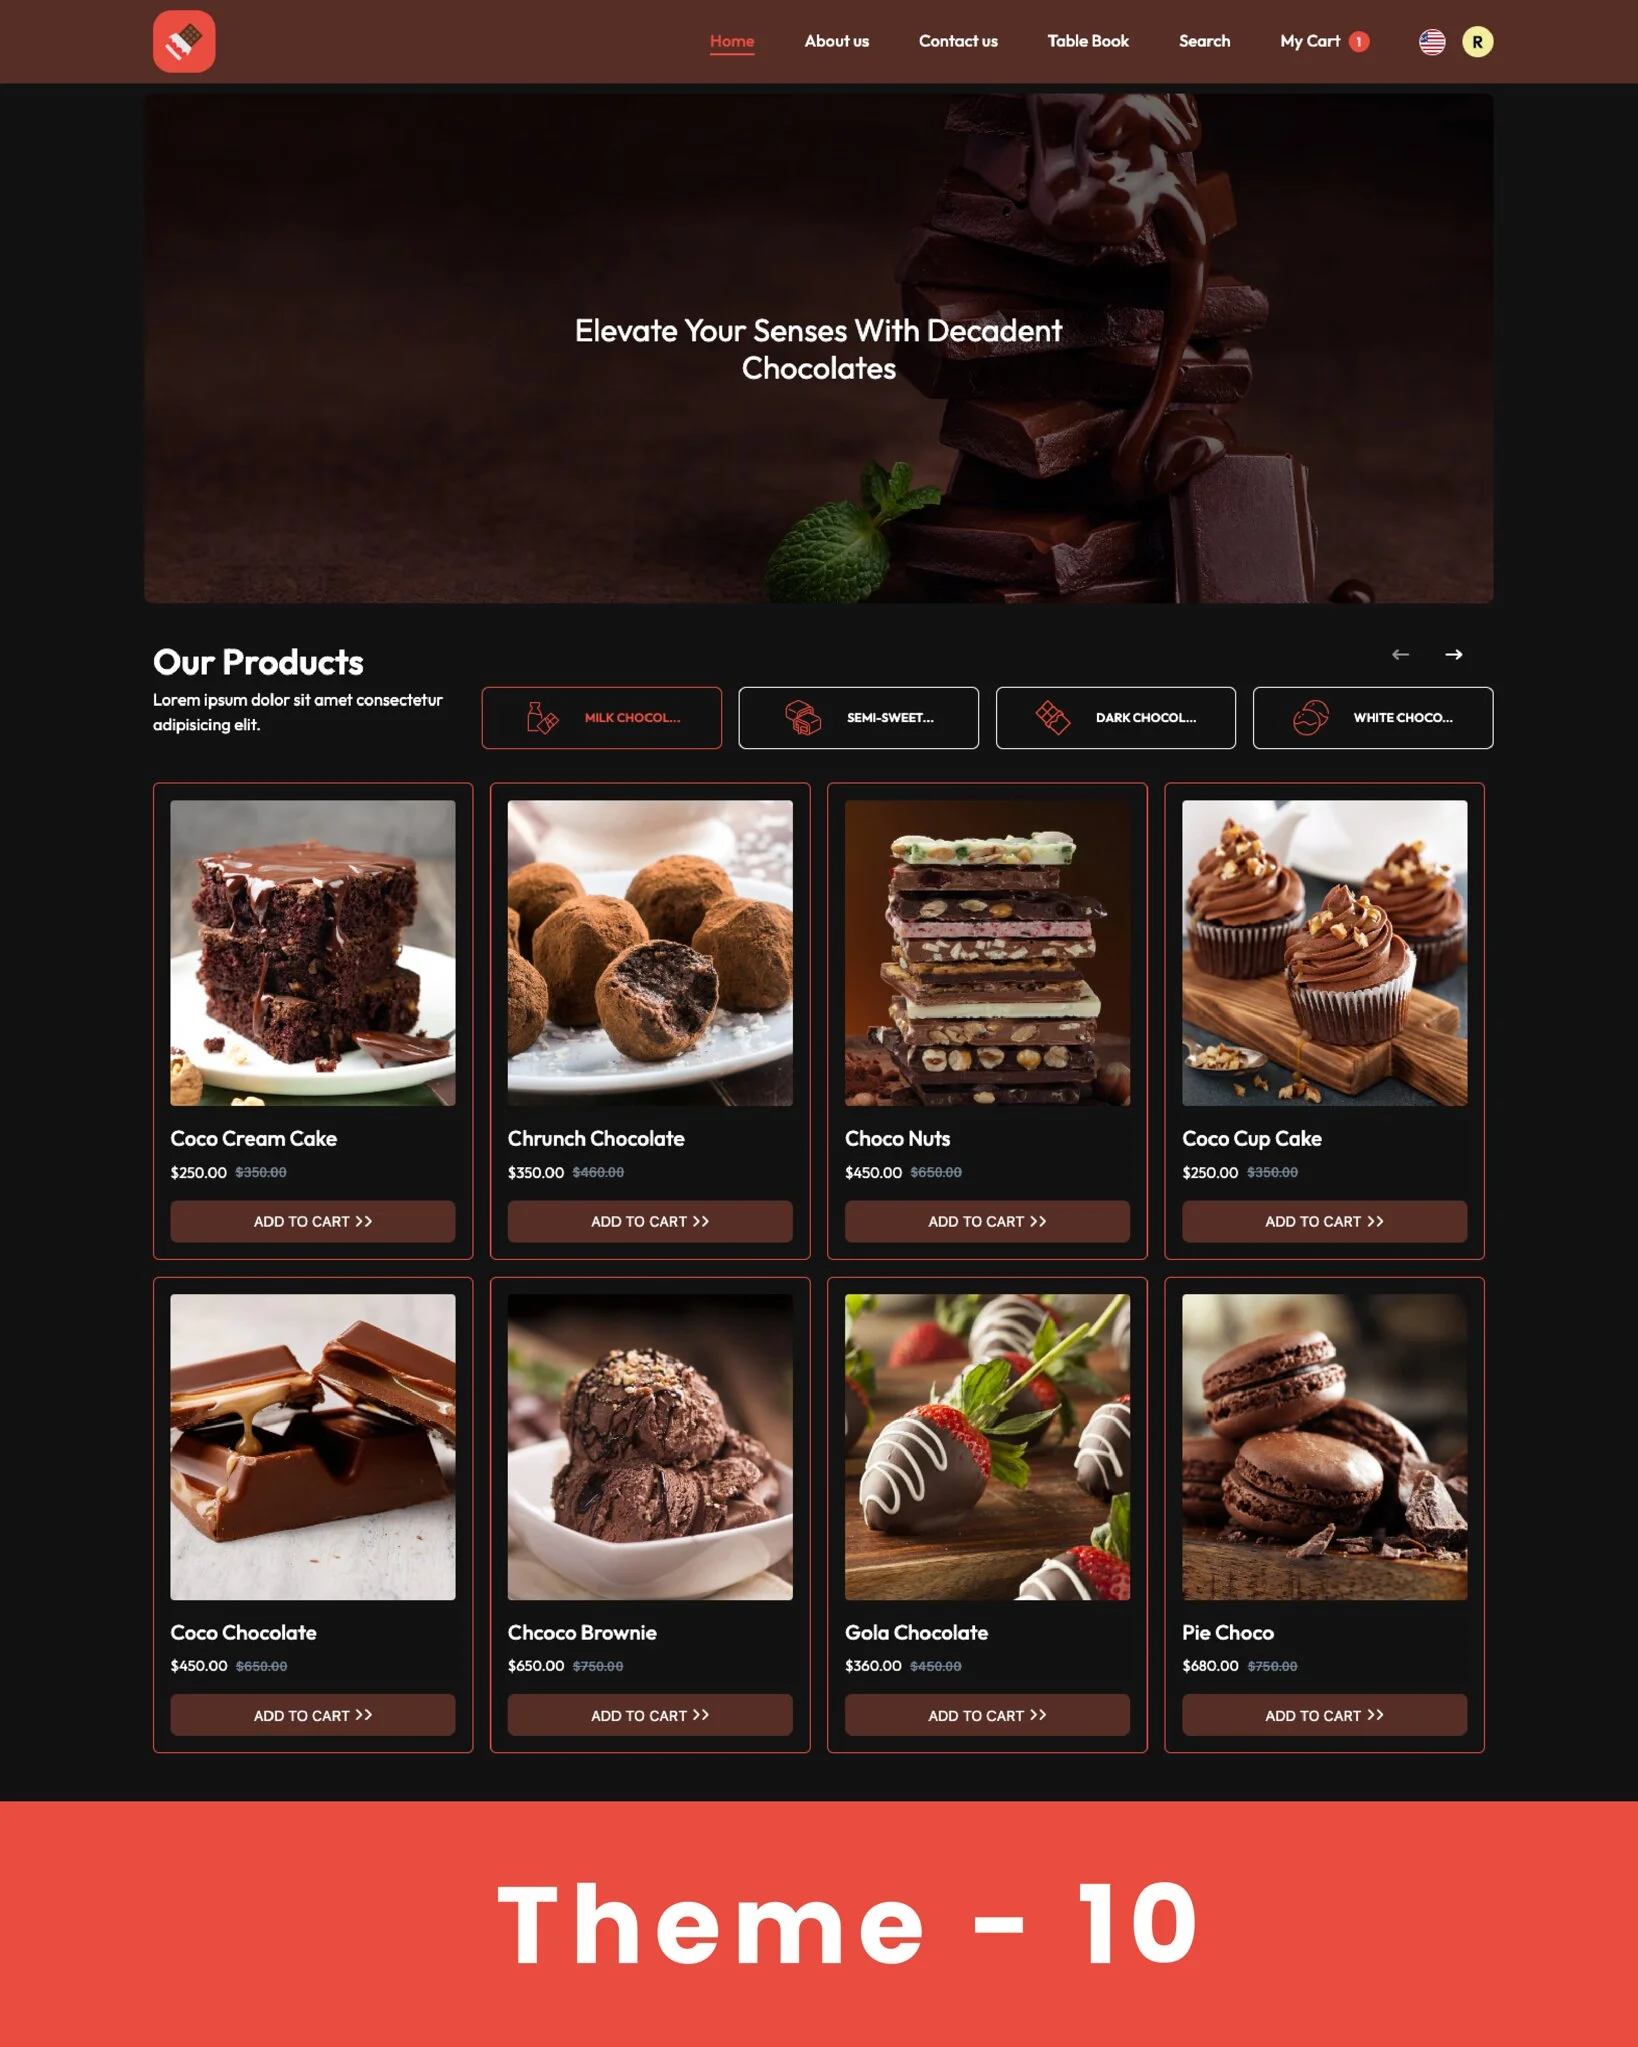 Home
About us
Contact us
Table Book
Search
My Cart 1
R
Elevate Your Senses With Decadent
Chocolates
Our Products
Lorem ipsum dolor sit amet consectetur
adipisicing elit.
MILK CHOCOL...
SEMI-SWEET...
DARK CHOCOL...
WHITE CHOCO...
Coco Cream Cake
$250.00 $350.00
ADD TO CART >>
Chrunch Chocolate
$350.00 $460.00
ADD TO CART >>
Choco Nuts
$450.00 $650.00
ADD TO CART >>
Coco Cup Cake
$250.00 $350.00
ADD TO CART >>
Coco Chocolate
$450.00 $650.00
ADD TO CART >>
Chcoco Brownie
$650.00 $750.00
ADD TO CART >>
Gola Chocolate
$360.00 $450.00
ADD TO CART >>
Pie Choco
$680.00 $750.00
ADD TO CART >>
Theme - 10